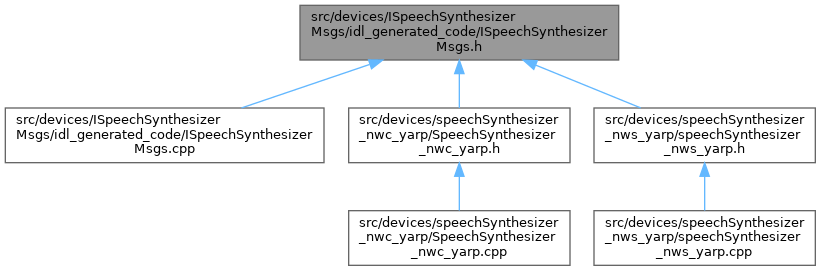 src/devices/ISpeechSynthesizer
Msgs/idl_generated_code/ISpeechSynthesizer
Msgs.h
src/devices/ISpeechSynthesizer
Msgs/idl_generated_code/ISpeechSynthesizer
Msgs.cpp
src/devices/speechSynthesizer
_nwc_yarp/SpeechSynthesizer
_nwc_yarp.h
src/devices/speechSynthesizer
_nws_yarp/speechSynthesizer
_nws_yarp.h
src/devices/speechSynthesizer
_nwc_yarp/SpeechSynthesizer
_nwc_yarp.cpp
src/devices/speechSynthesizer
_nws_yarp/speechSynthesizer
_nws_yarp.cpp